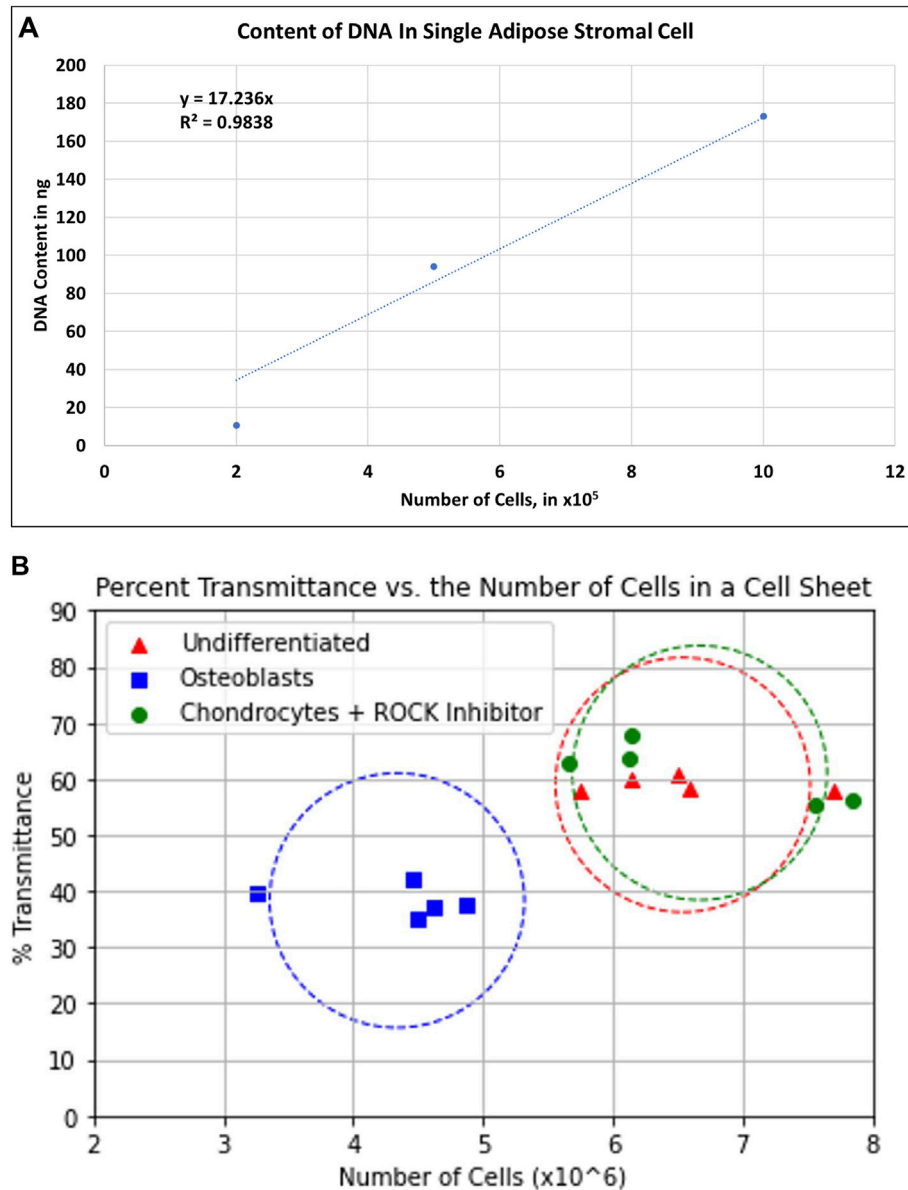 A
Content of DNA In Single Adipose Stromal Cell
y = 17.236x
R² = 0.9838
200
180
160
140
120
100
80
60
40
20
0
DNA Content in ng
0 2 4 6 8 10 12
Number of Cells, in x10⁵
B
Percent Transmittance vs. the Number of Cells in a Cell Sheet
Undifferentiated
Osteoblasts
Chondrocytes + ROCK Inhibitor
90
80
70
60
50
40
30
20
10
0
% Transmittance
2 3 4 5 6 7 8
Number of Cells (x10^6)